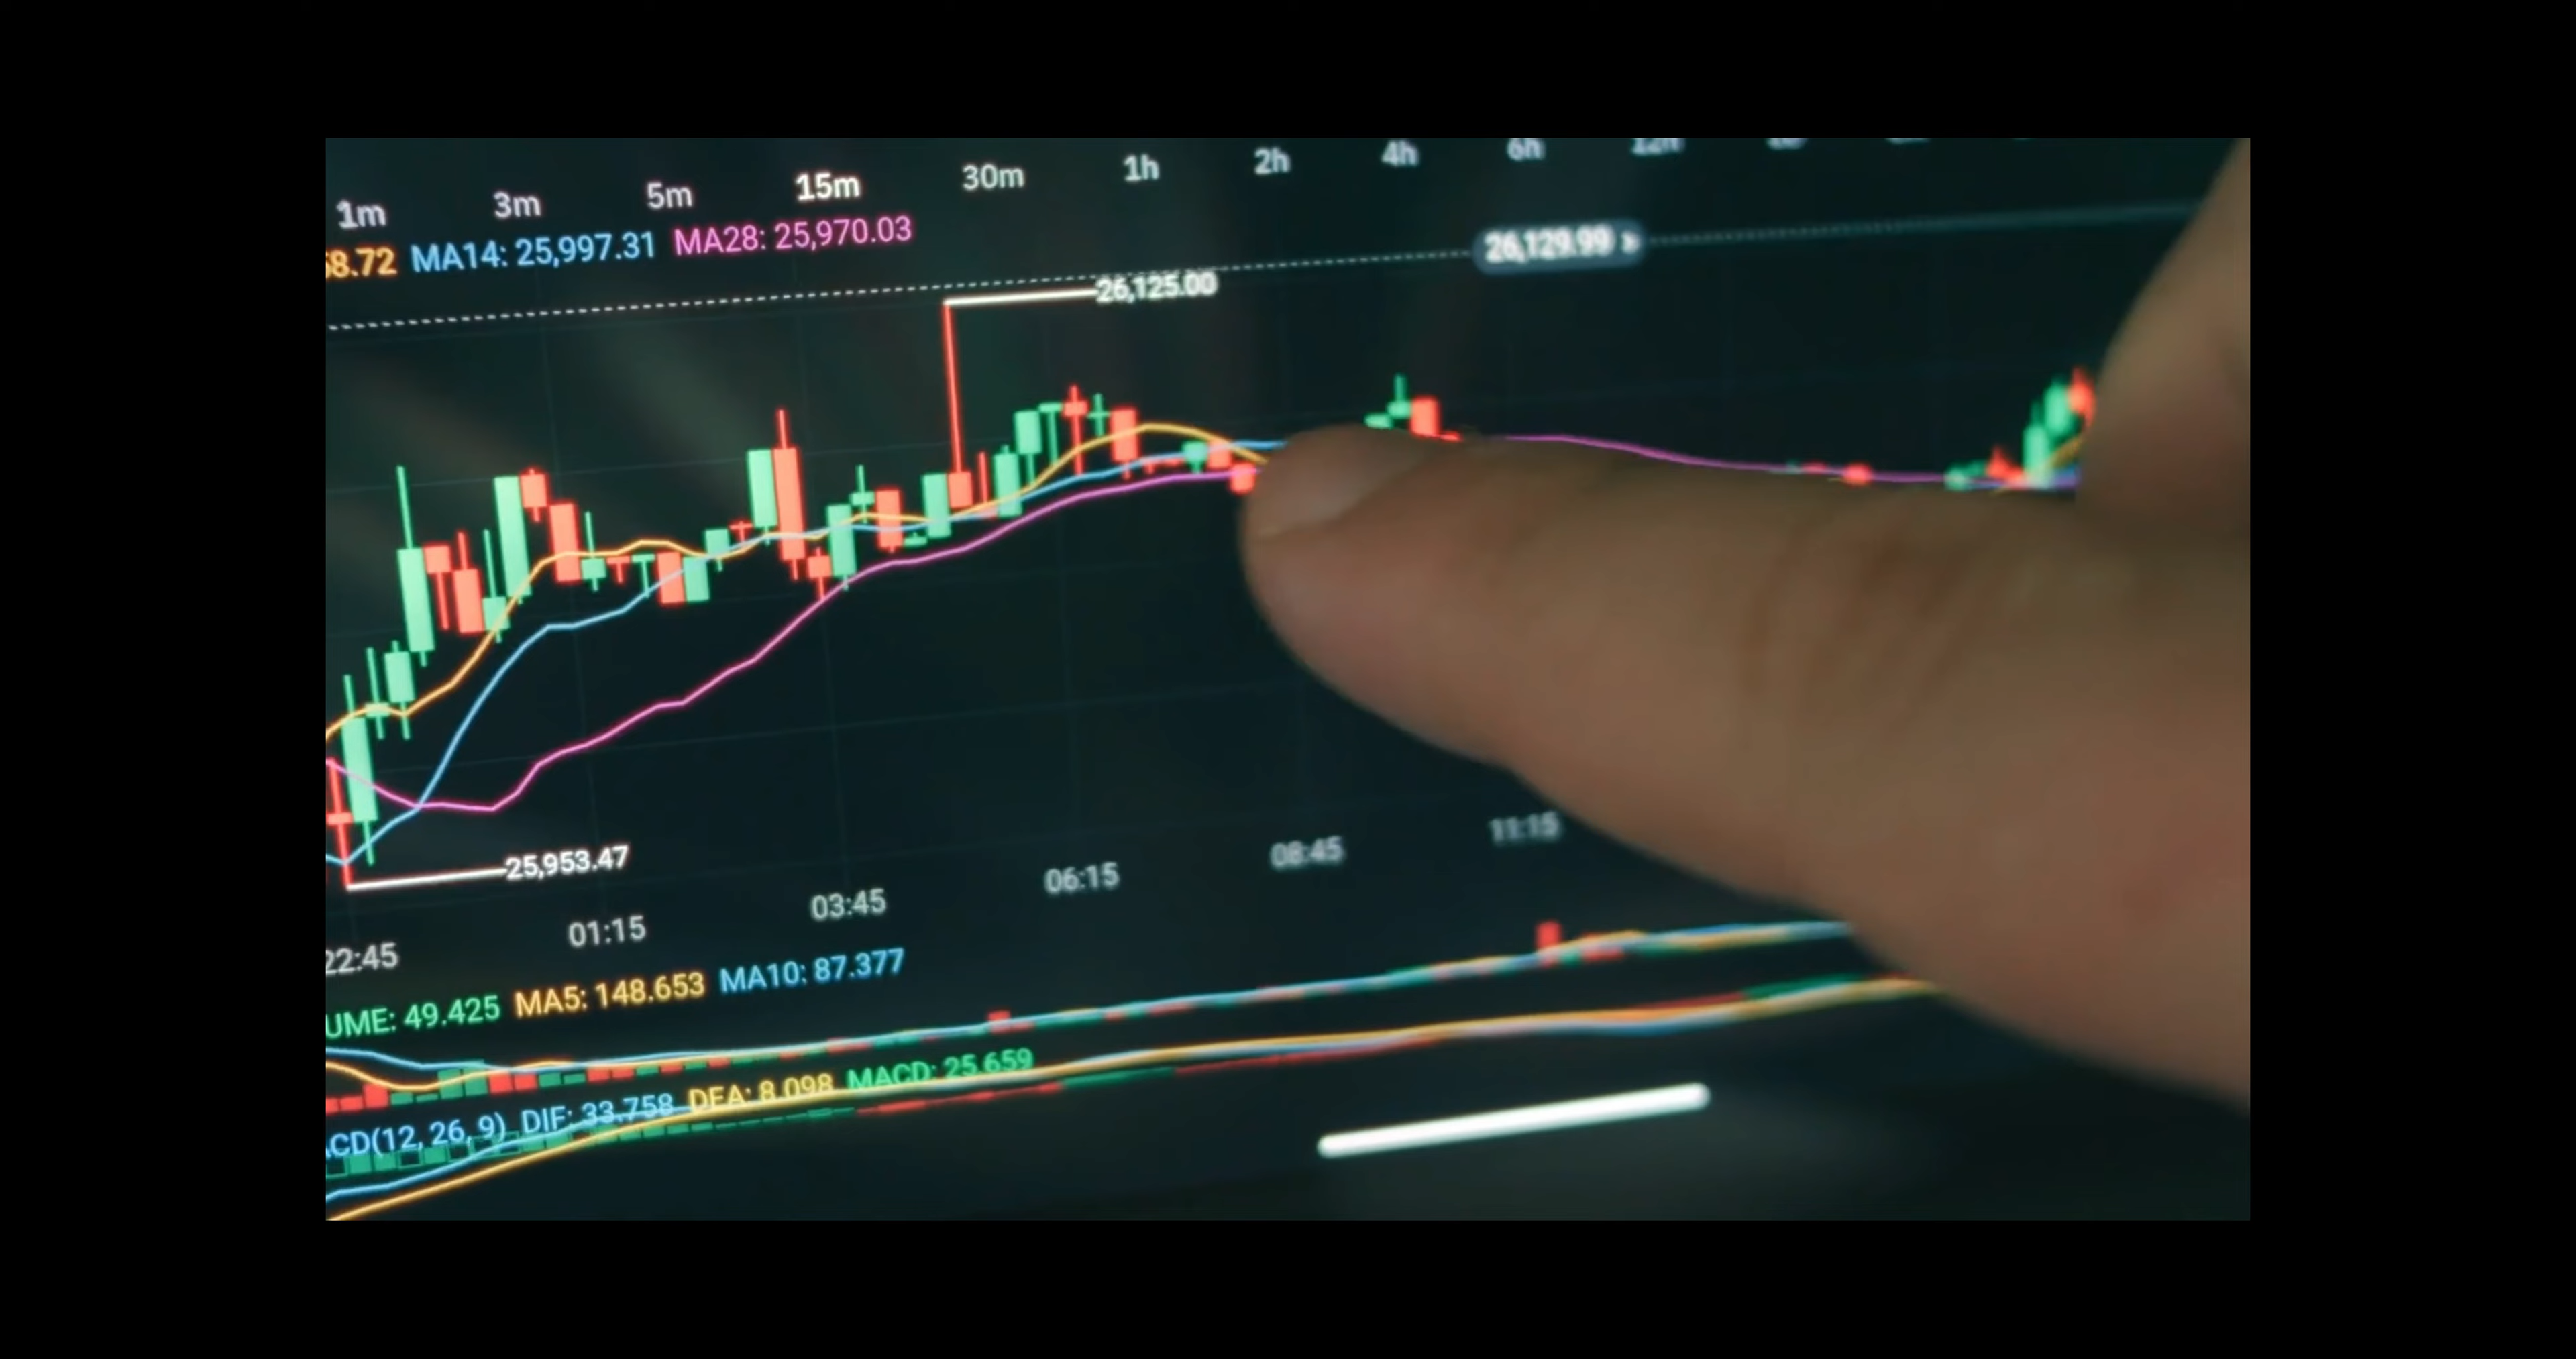 1m 3m 5m 15m 30m 1h 2h 4h 6h 12h
58.72 MA14: 25,997.31 MA28: 25,970.03
26,129.99
26,125.00
25,953.47
22:45 01:15 03:45 06:15 08:45 11:15
UME: 49.425 MA5: 148.653 MA10: 87.377
ACD(12, 26, 9) DIF: 33.758 DEA: 8.098 MACD: 25.659